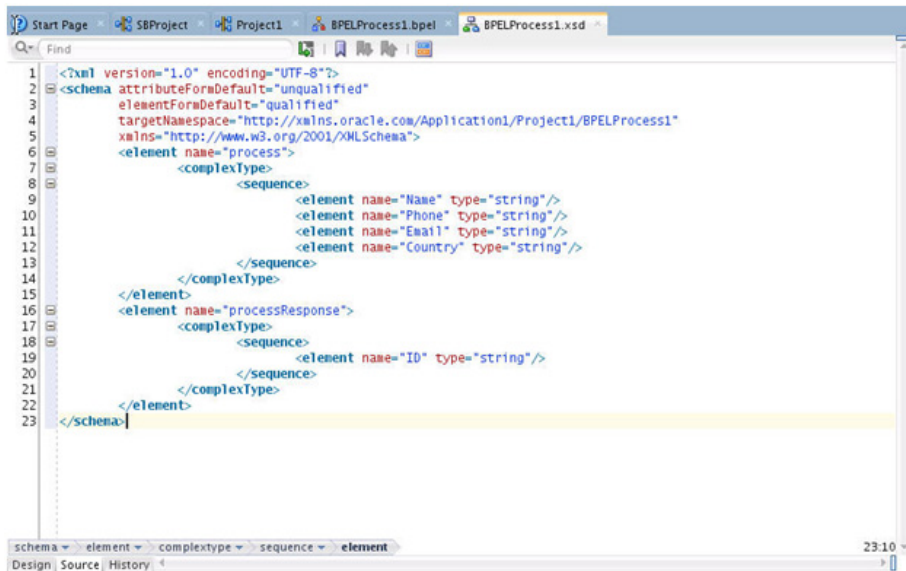 Start Page SBProject Project1 BPELProcess1.bpel BPELProcess1.xsd
Find
1 <?xml version="1.0" encoding="UTF-8"?>
2 <schema attributeFormDefault="unqualified"
3 elementFormDefault="qualified"
4 targetNamespace="http://xmlns.oracle.com/Application1/Project1/BPELProcess1"
5 xmlns="http://www.w3.org/2001/XMLSchema">
6 <element name="process">
7 <complexType>
8 <sequence>
9 <element name="Name" type="string"/>
10 <element name="Phone" type="string"/>
11 <element name="Email" type="string"/>
12 <element name="Country" type="string"/>
13 </sequence>
14 </complexType>
15 </element>
16 <element name="processResponse">
17 <complexType>
18 <sequence>
19 <element name="ID" type="string"/>
20 </sequence>
21 </complexType>
22 </element>
23 </schema>
schema element complextype sequence element 23:10
Design Source History